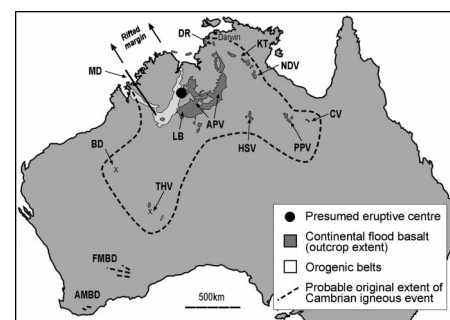 Rifted
margin
DR
Darwin
KT
NDV
MD
LB
APV
CV
BD
HSV
PPV
THV
FMBD
AMBD
500km
Presumed eruptive centre
Continental flood basalt
(outcrop extent)
Orogenic belts
Probable original extent of
Cambrian igneous event